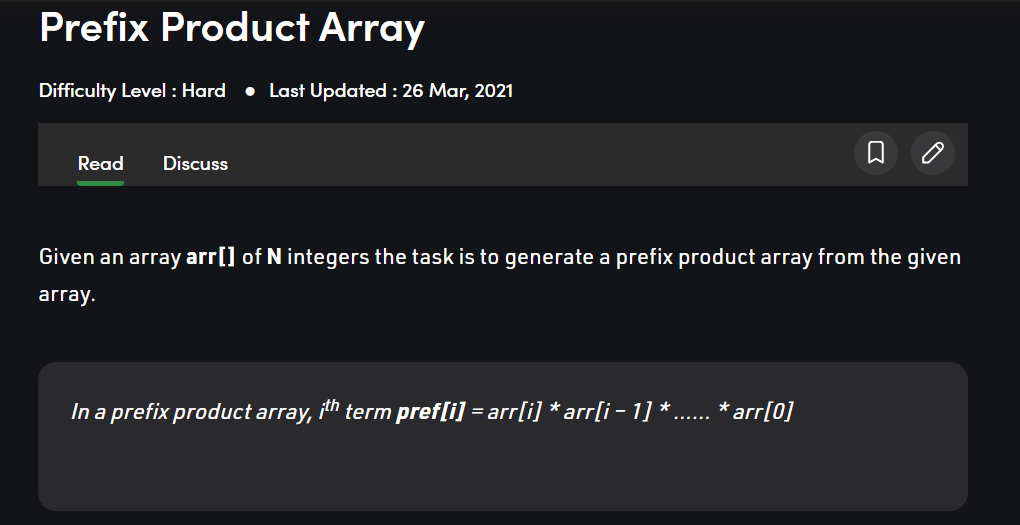 Prefix Product Array
Difficulty Level : Hard ● Last Updated : 26 Mar, 2021
Read Discuss
Given an array arr[] of N integers the task is to generate a prefix product array from the given
array.
In a prefix product array, ith term pref[i] = arr[i] * arr[i – 1] * …… * arr[0]